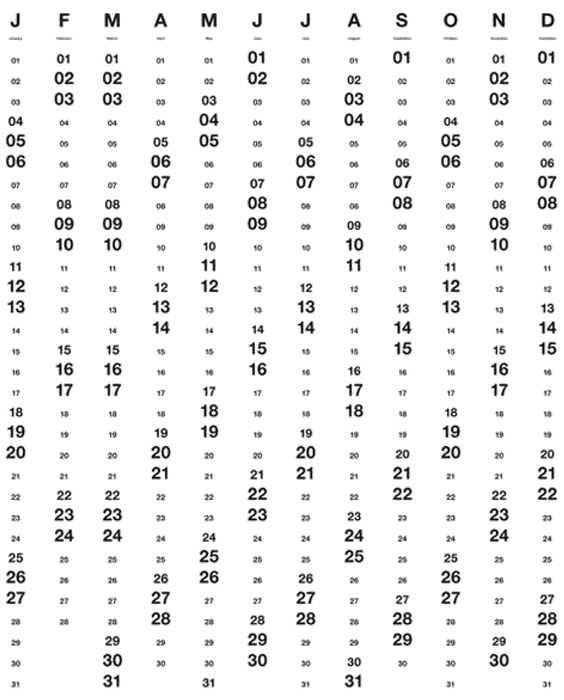 J F M A M J J A S O N D
January February March April May June July August September October November December
01 01 01 01 01 01 01 01 01 01 01 01
02 02 02 02 02 02 02 02 02 02 02 02
03 03 03 03 03 03 03 03 03 03 03 03
04 04 04 04 04 04 04 04 04 04 04 04
05 05 05 05 05 05 05 05 05 05 05 05
06 06 06 06 06 06 06 06 06 06 06 06
07 07 07 07 07 07 07 07 07 07 07 07
08 08 08 08 08 08 08 08 08 08 08 08
09 09 09 09 09 09 09 09 09 09 09 09
10 10 10 10 10 10 10 10 10 10 10 10
11 11 11 11 11 11 11 11 11 11 11 11
12 12 12 12 12 12 12 12 12 12 12 12
13 13 13 13 13 13 13 13 13 13 13 13
14 14 14 14 14 14 14 14 14 14 14 14
15 15 15 15 15 15 15 15 15 15 15 15
16 16 16 16 16 16 16 16 16 16 16 16
17 17 17 17 17 17 17 17 17 17 17 17
18 18 18 18 18 18 18 18 18 18 18 18
19 19 19 19 19 19 19 19 19 19 19 19
20 20 20 20 20 20 20 20 20 20 20 20
21 21 21 21 21 21 21 21 21 21 21 21
22 22 22 22 22 22 22 22 22 22 22 22
23 23 23 23 23 23 23 23 23 23 23 23
24 24 24 24 24 24 24 24 24 24 24 24
25 25 25 25 25 25 25 25 25 25 25 25
26 26 26 26 26 26 26 26 26 26 26 26
27 27 27 27 27 27 27 27 27 27 27 27
28 28 28 28 28 28 28 28 28 28 28 28
29 29 29 29 29 29 29 29 29 29 29
30 30 30 30 30 30 30 30 30 30 30
31 31 31 31 31 31 31